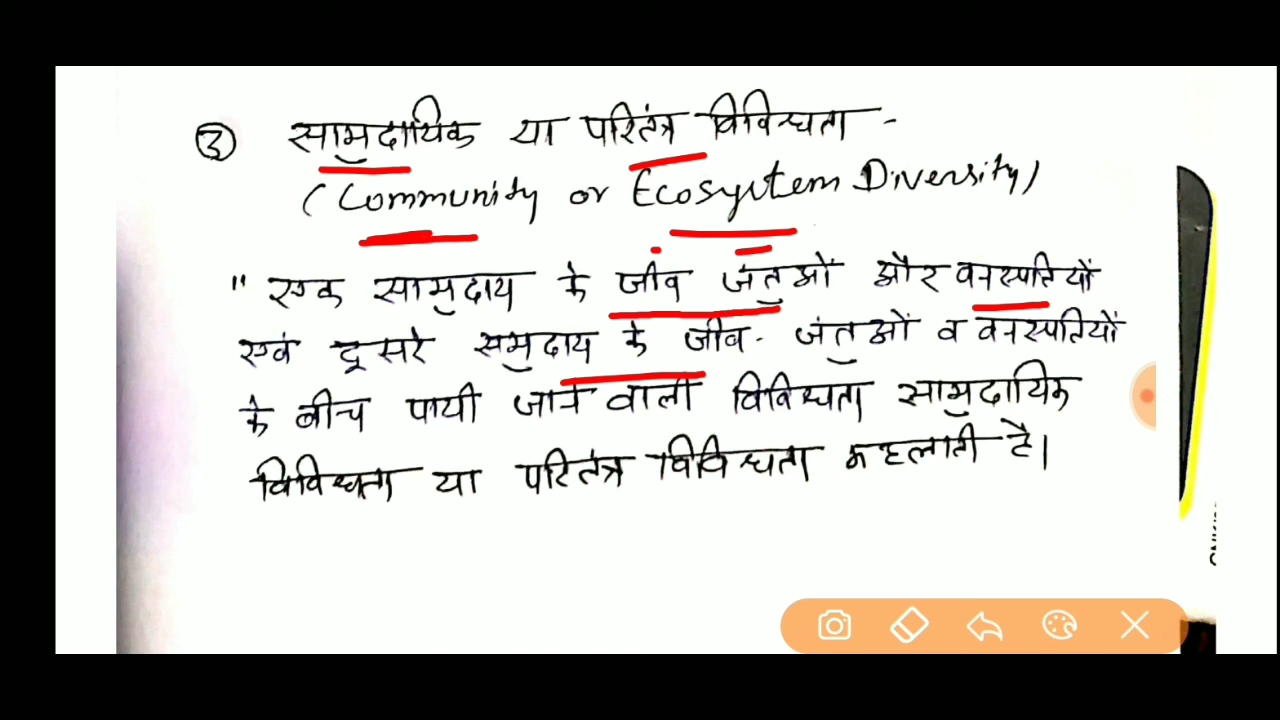 ③ सामुदायिक या परितंत्र विविधता -
(Community or Ecosystem Diversity)
" एक सामुदाय के जीव जंतुओं और वनस्पतियों
एवं दूसरे समुदाय के जीव- जंतुओं व वनस्पतियों
के बीच पायी जाने वाली विविधता सामुदायिक
विविधता या परितंत्र विविधता कहलाती है।